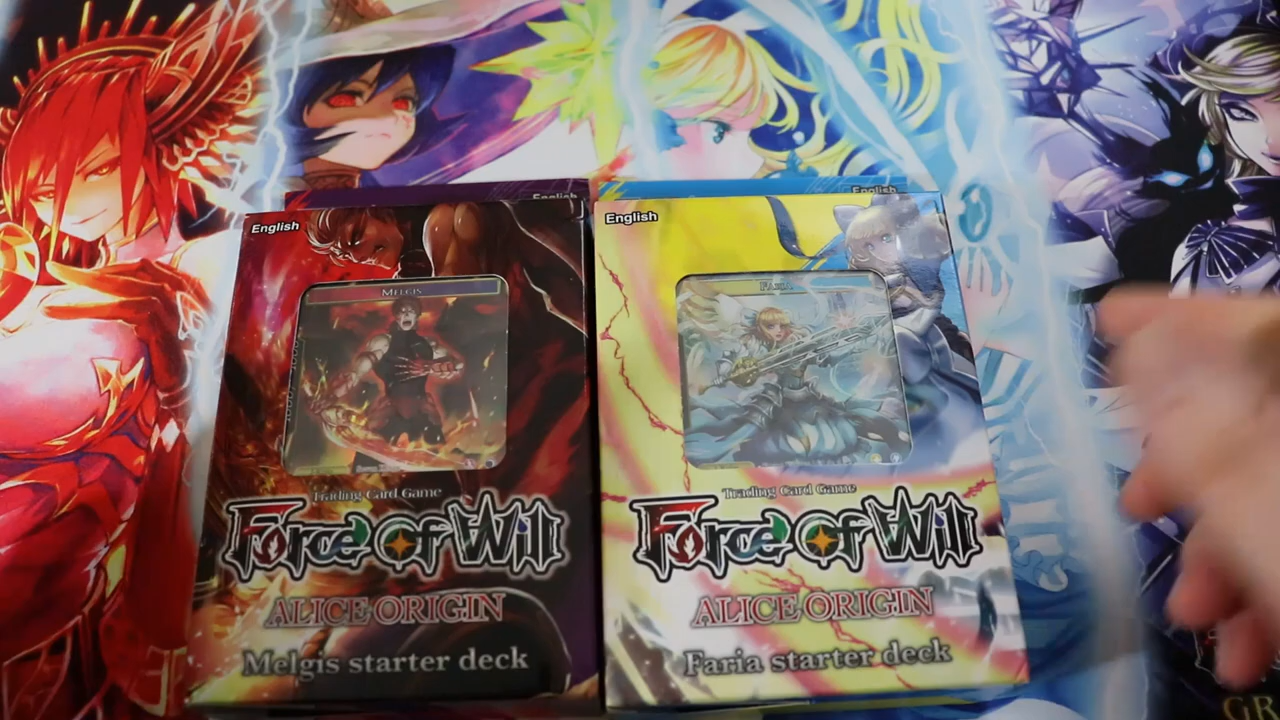 English
English
English
English
MELGIS
FARIA
Trading Card Game
Force of Will
ALICE ORIGIN
Melgis starter deck
Trading Card Game
Force of Will
ALICE ORIGIN
Faria starter deck
GR